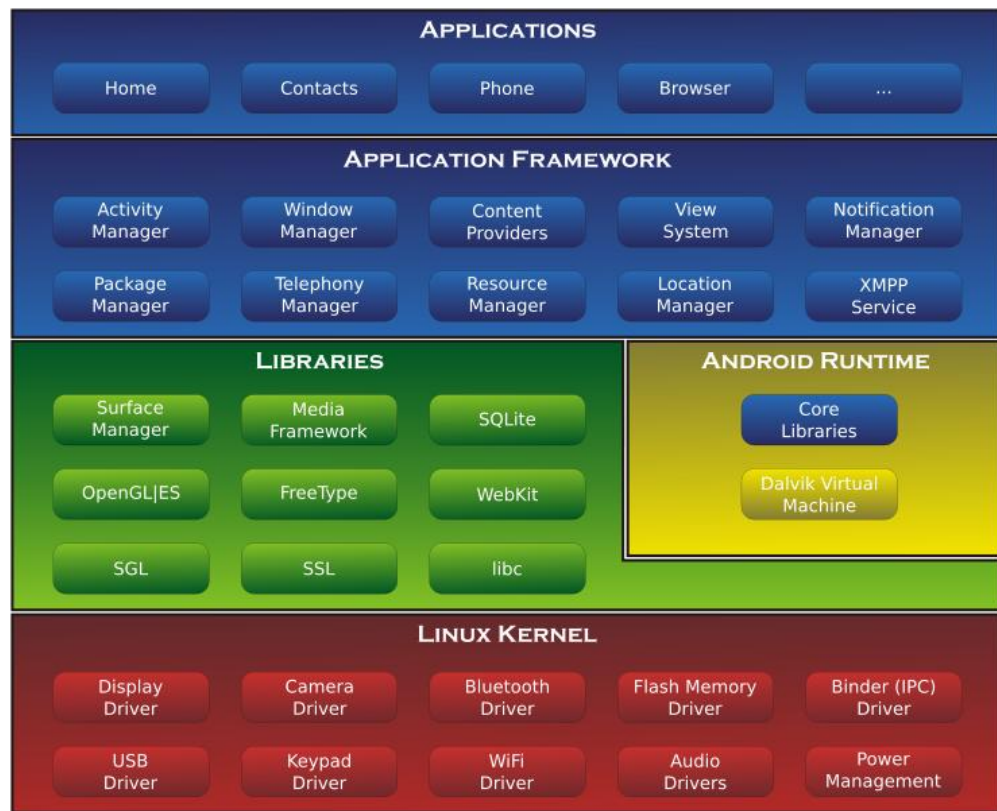 APPLICATIONS
Home
Contacts
Phone
Browser
...
APPLICATION FRAMEWORK
Activity
Manager
Window
Manager
Content
Providers
View
System
Notification
Manager
Package
Manager
Telephony
Manager
Resource
Manager
Location
Manager
XMPP
Service
LIBRARIES
Surface
Manager
Media
Framework
SQLite
OpenGL|ES
FreeType
WebKit
SGL
SSL
libc
ANDROID RUNTIME
Core
Libraries
Dalvik Virtual
Machine
LINUX KERNEL
Display
Driver
Camera
Driver
Bluetooth
Driver
Flash Memory
Driver
Binder (IPC)
Driver
USB
Driver
Keypad
Driver
WiFi
Driver
Audio
Drivers
Power
Management